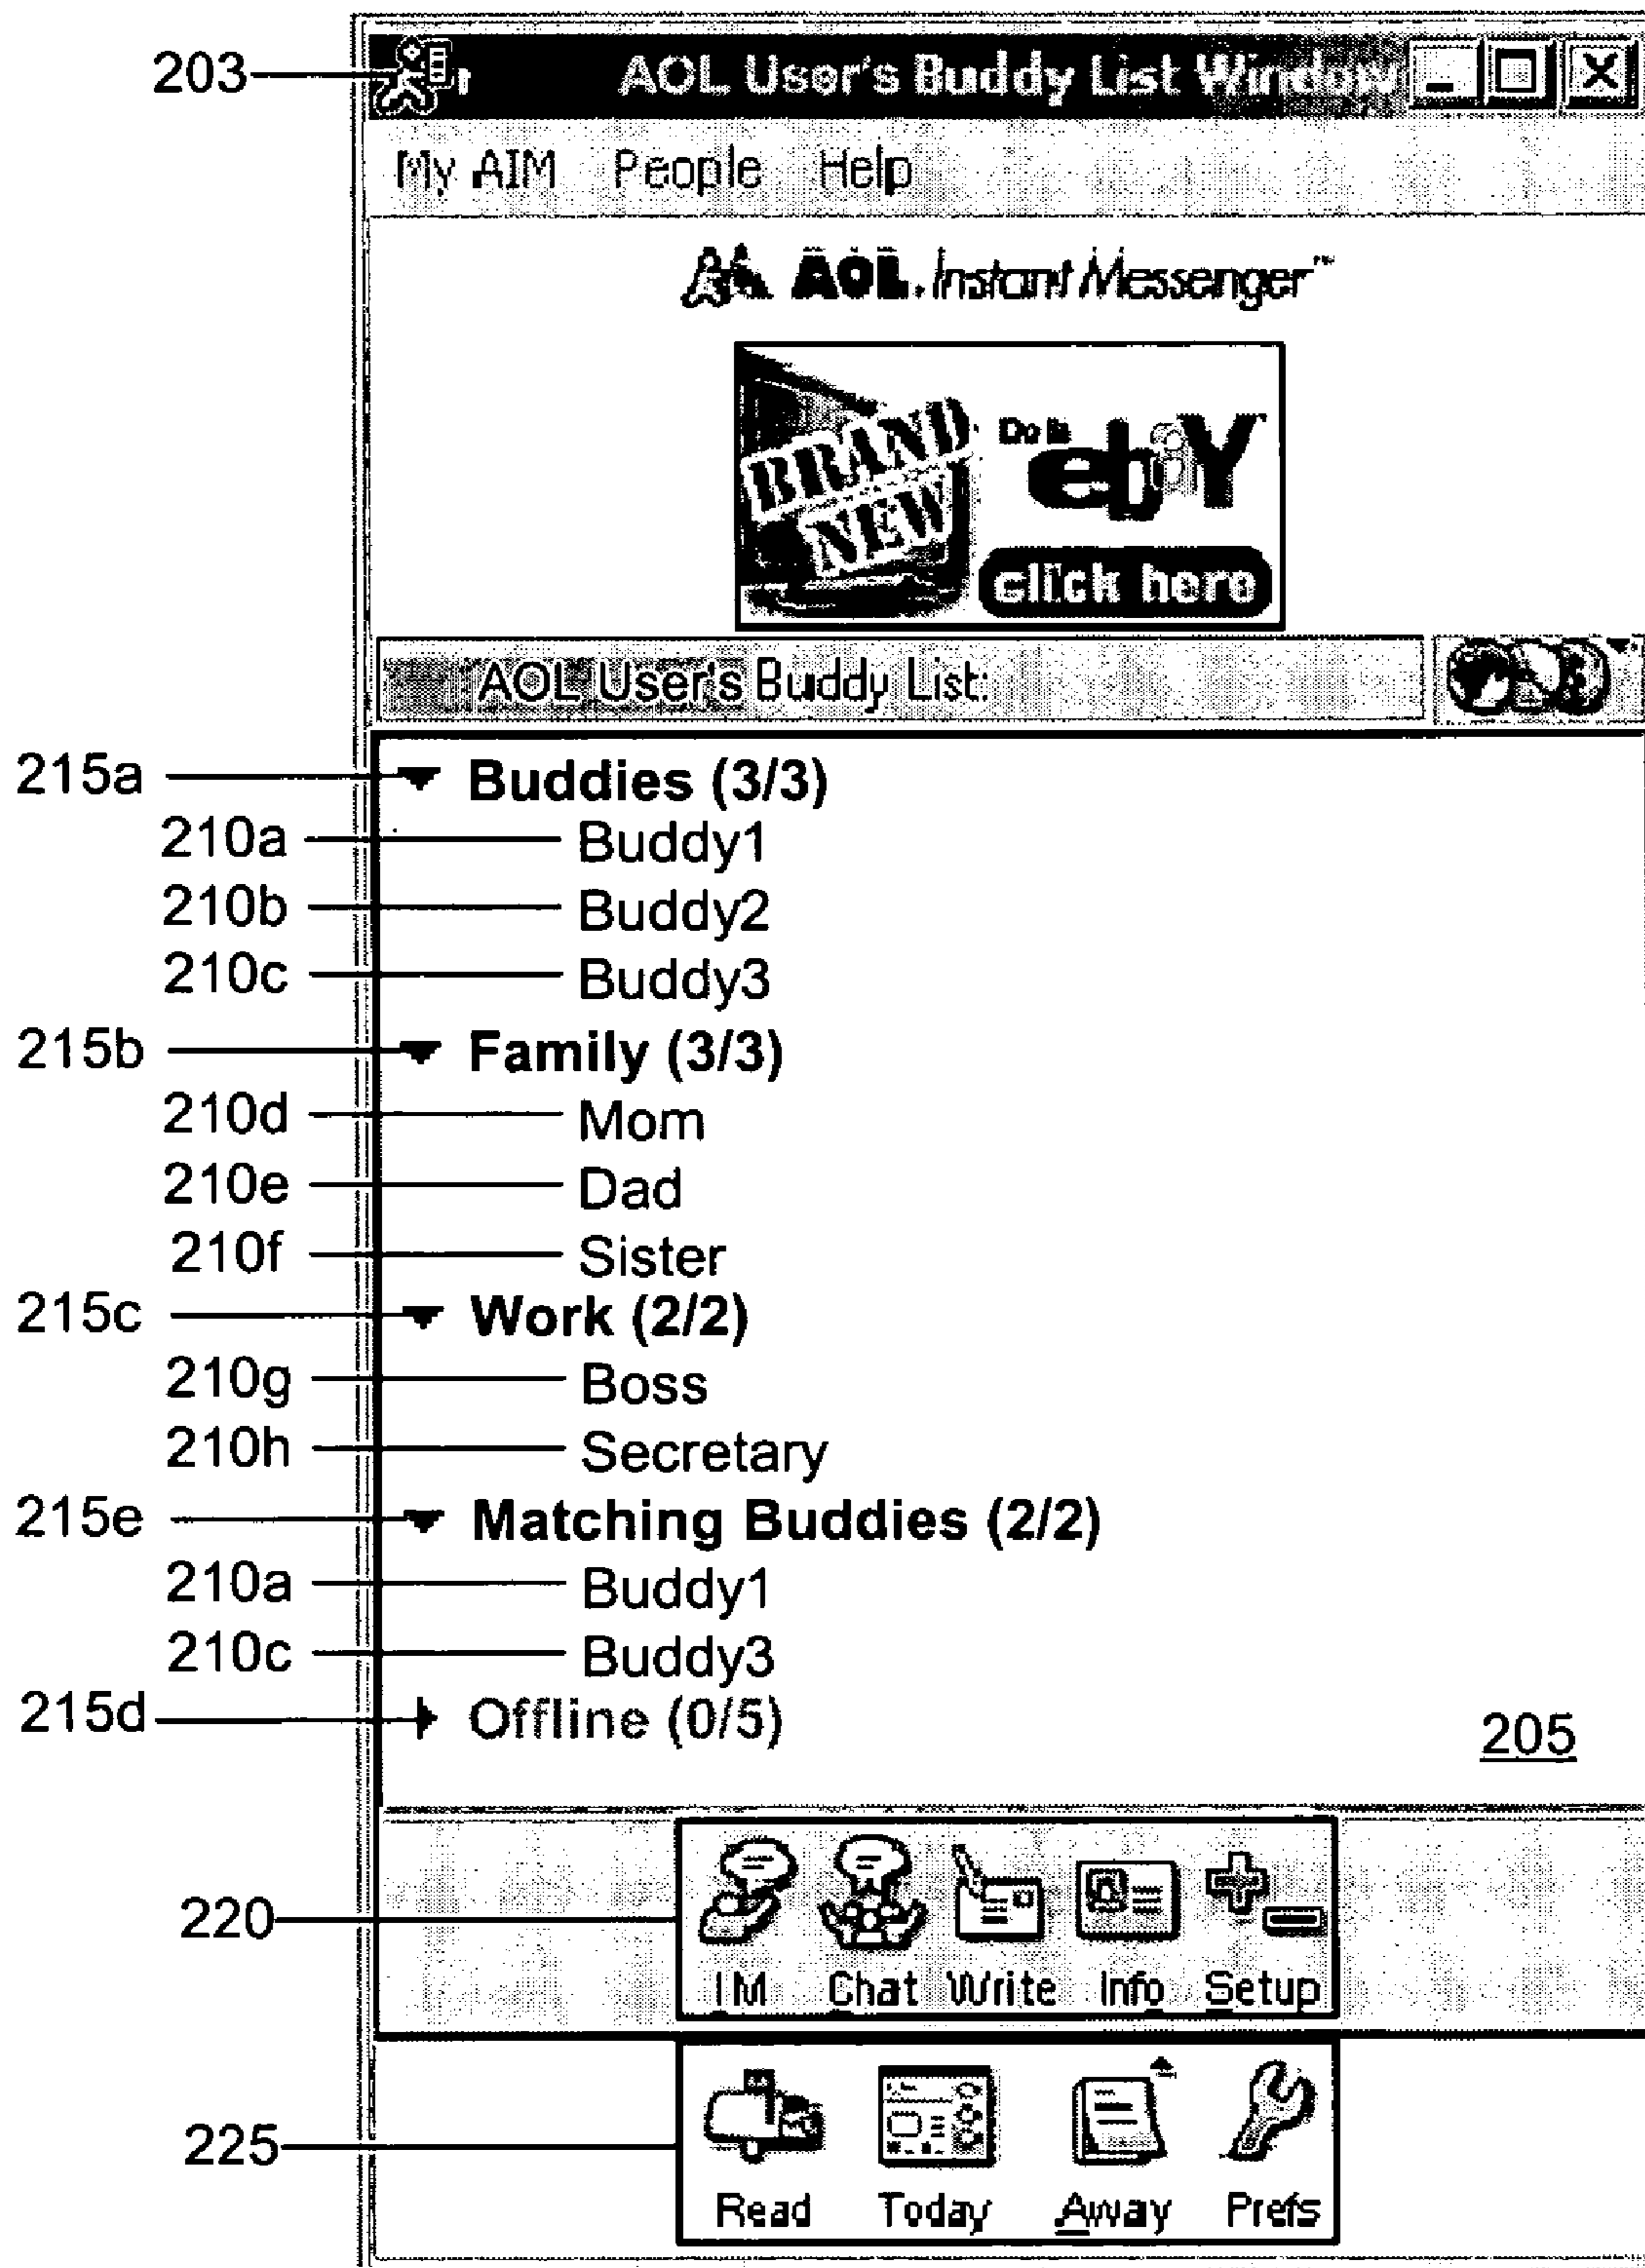 203 AOL User's Buddy List Window
My AIM People Help
AOL Instant Messenger™
BRAND NEW
Do it
ebaY
click here
AOL User's Buddy List:
215a Buddies (3/3)
210a Buddy1
210b Buddy2
210c Buddy3
215b Family (3/3)
210d Mom
210e Dad
210f Sister
215c Work (2/2)
210g Boss
210h Secretary
215e Matching Buddies (2/2)
210a Buddy1
210c Buddy3
215d Offline (0/5)
205
220 IM Chat Write Info Setup
225 Read Today Away Prefs